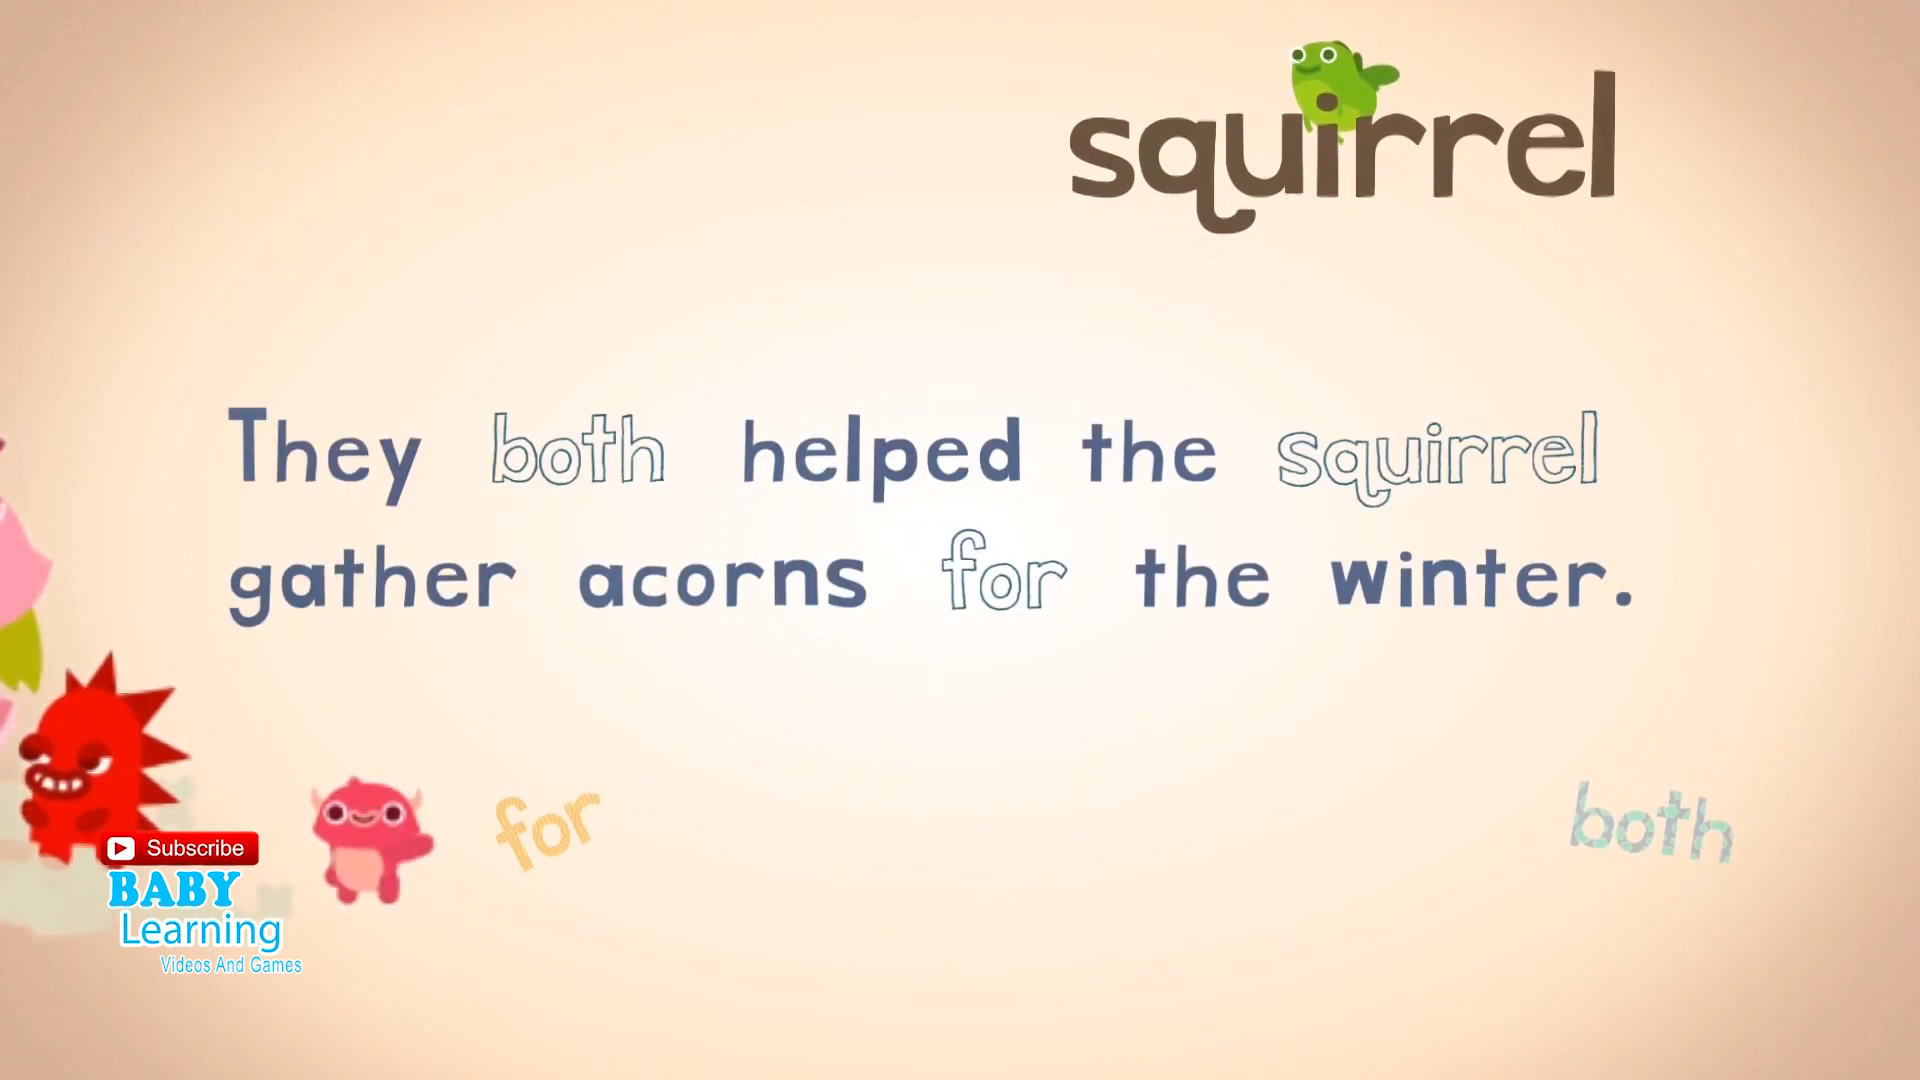 squirrel
They both helped the squirrel
gather acorns for the winter.
for
both
Subscribe
BABY
Learning
Videos And Games